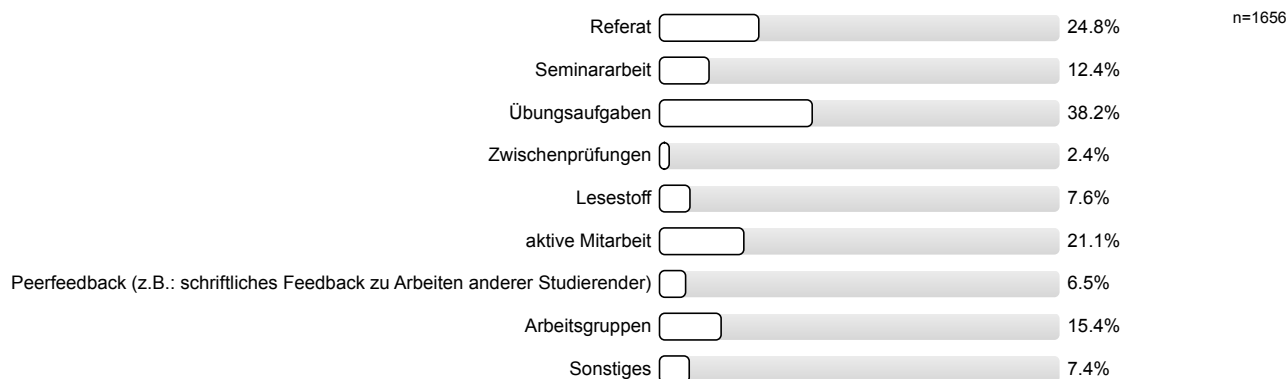 Referat 24.8% n=1656
Seminararbeit 12.4%
Übungsaufgaben 38.2%
Zwischenprüfungen 2.4%
Lesestoff 7.6%
aktive Mitarbeit 21.1%
Peerfeedback (z.B.: schriftliches Feedback zu Arbeiten anderer Studierender) 6.5%
Arbeitsgruppen 15.4%
Sonstiges 7.4%